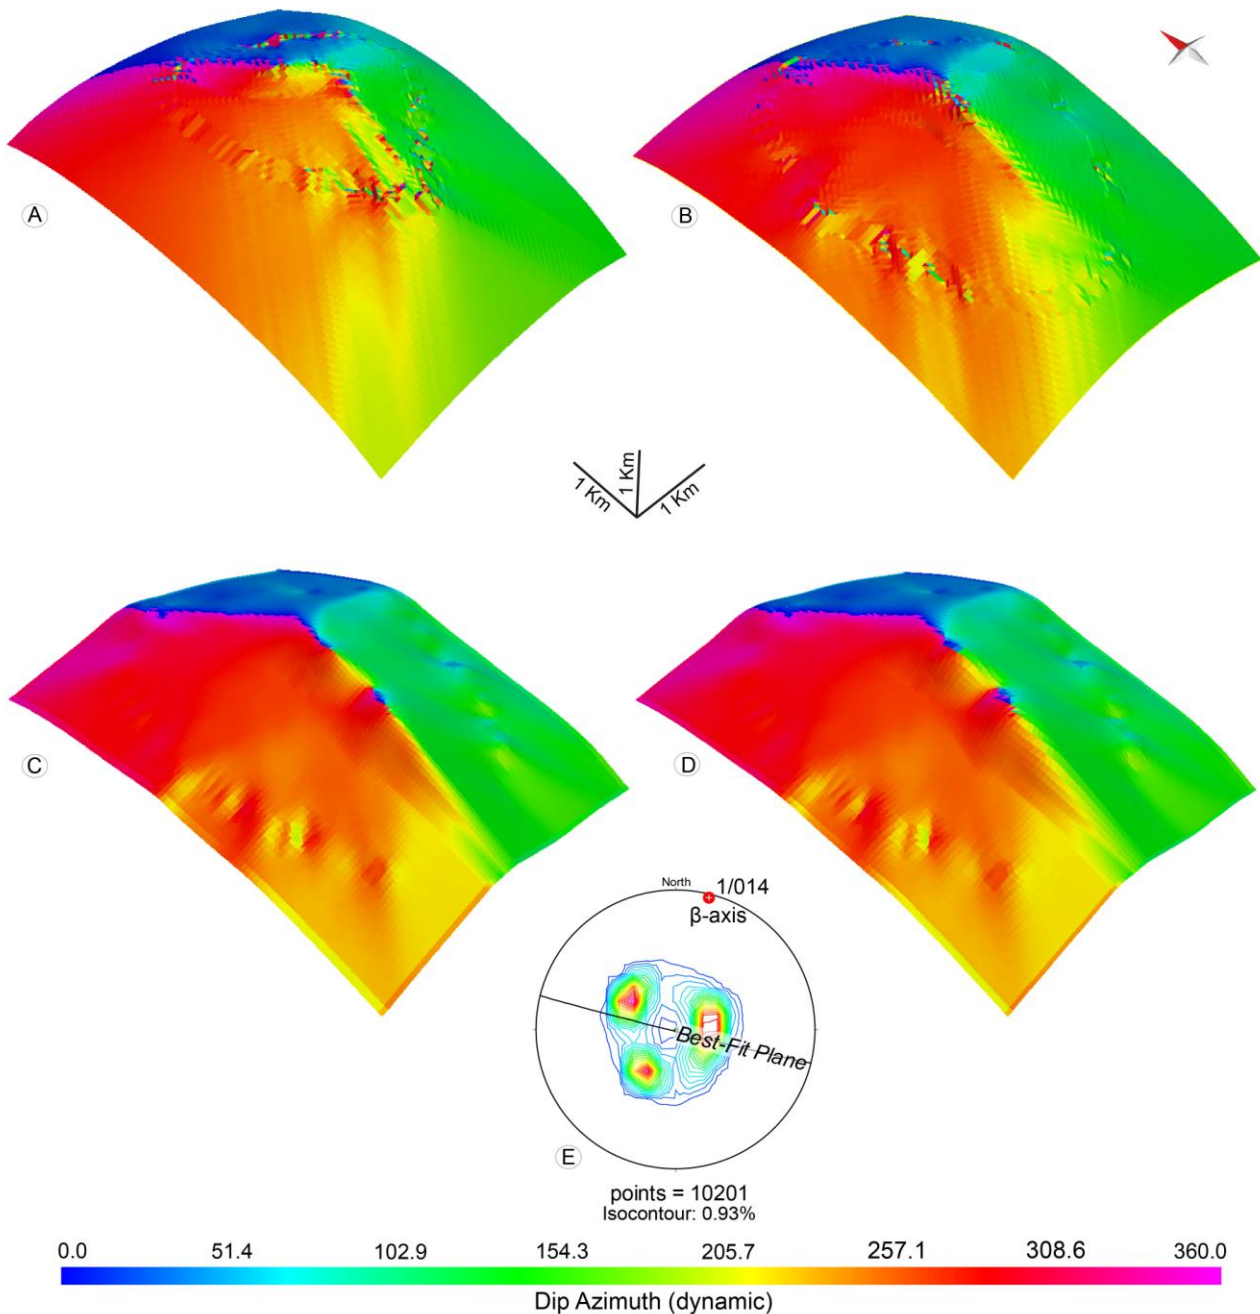 A
B
1 Km
1 Km
1 Km
C
D
North
1/014
β-axis
Best-Fit Plane
E
points = 10201
Isocontour: 0.93%
0.0 51.4 102.9 154.3 205.7 257.1 308.6 360.0
Dip Azimuth (dynamic)